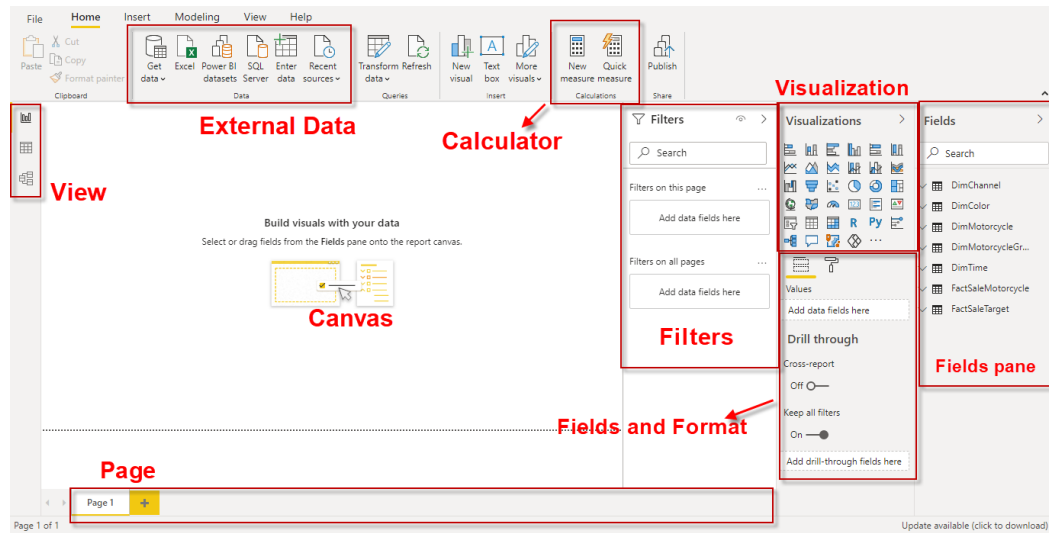 File Home Insert Modeling View Help
Cut
Copy
Format painter
Paste
Clipboard
Get data
Excel
Power BI datasets
SQL Server
Enter data
Recent sources
Data
Transform data
Refresh
Queries
New visual
Text box
More visuals
Insert
New measure
Quick measure
Calculations
Publish
Share
External Data
Calculator
Visualization
View
Build visuals with your data
Select or drag fields from the Fields pane onto the report canvas.
Canvas
Filters
Search
Filters on this page
...
Add data fields here
Filters on all pages
...
Add data fields here
Filters
Visualizations
R
Py
...
Values
Add data fields here
Drill through
Cross-report
Off
Keep all filters
On
Add drill-through fields here
Fields and Format
Fields
Search
DimChannel
DimColor
DimMotorcycle
DimMotorcycleGr...
DimTime
FactSaleMotorcycle
FactSaleTarget
Fields pane
Page
Page 1
+
Page 1 of 1
Update available (click to download)